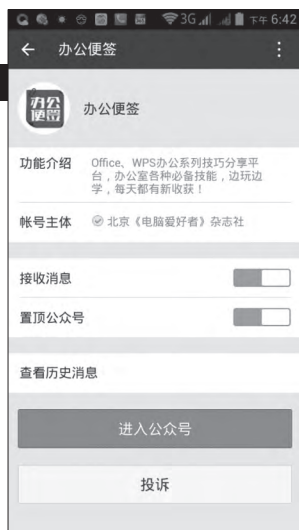 3G 下午 6:42
办公便签
办公便签
办公便签
功能介绍 Office、WPS办公系列技巧分享平
台，办公室各种必备技能，边玩边
学，每天都有新收获！
帐号主体 北京《电脑爱好者》杂志社
接收消息
置顶公众号
查看历史消息
进入公众号
投诉